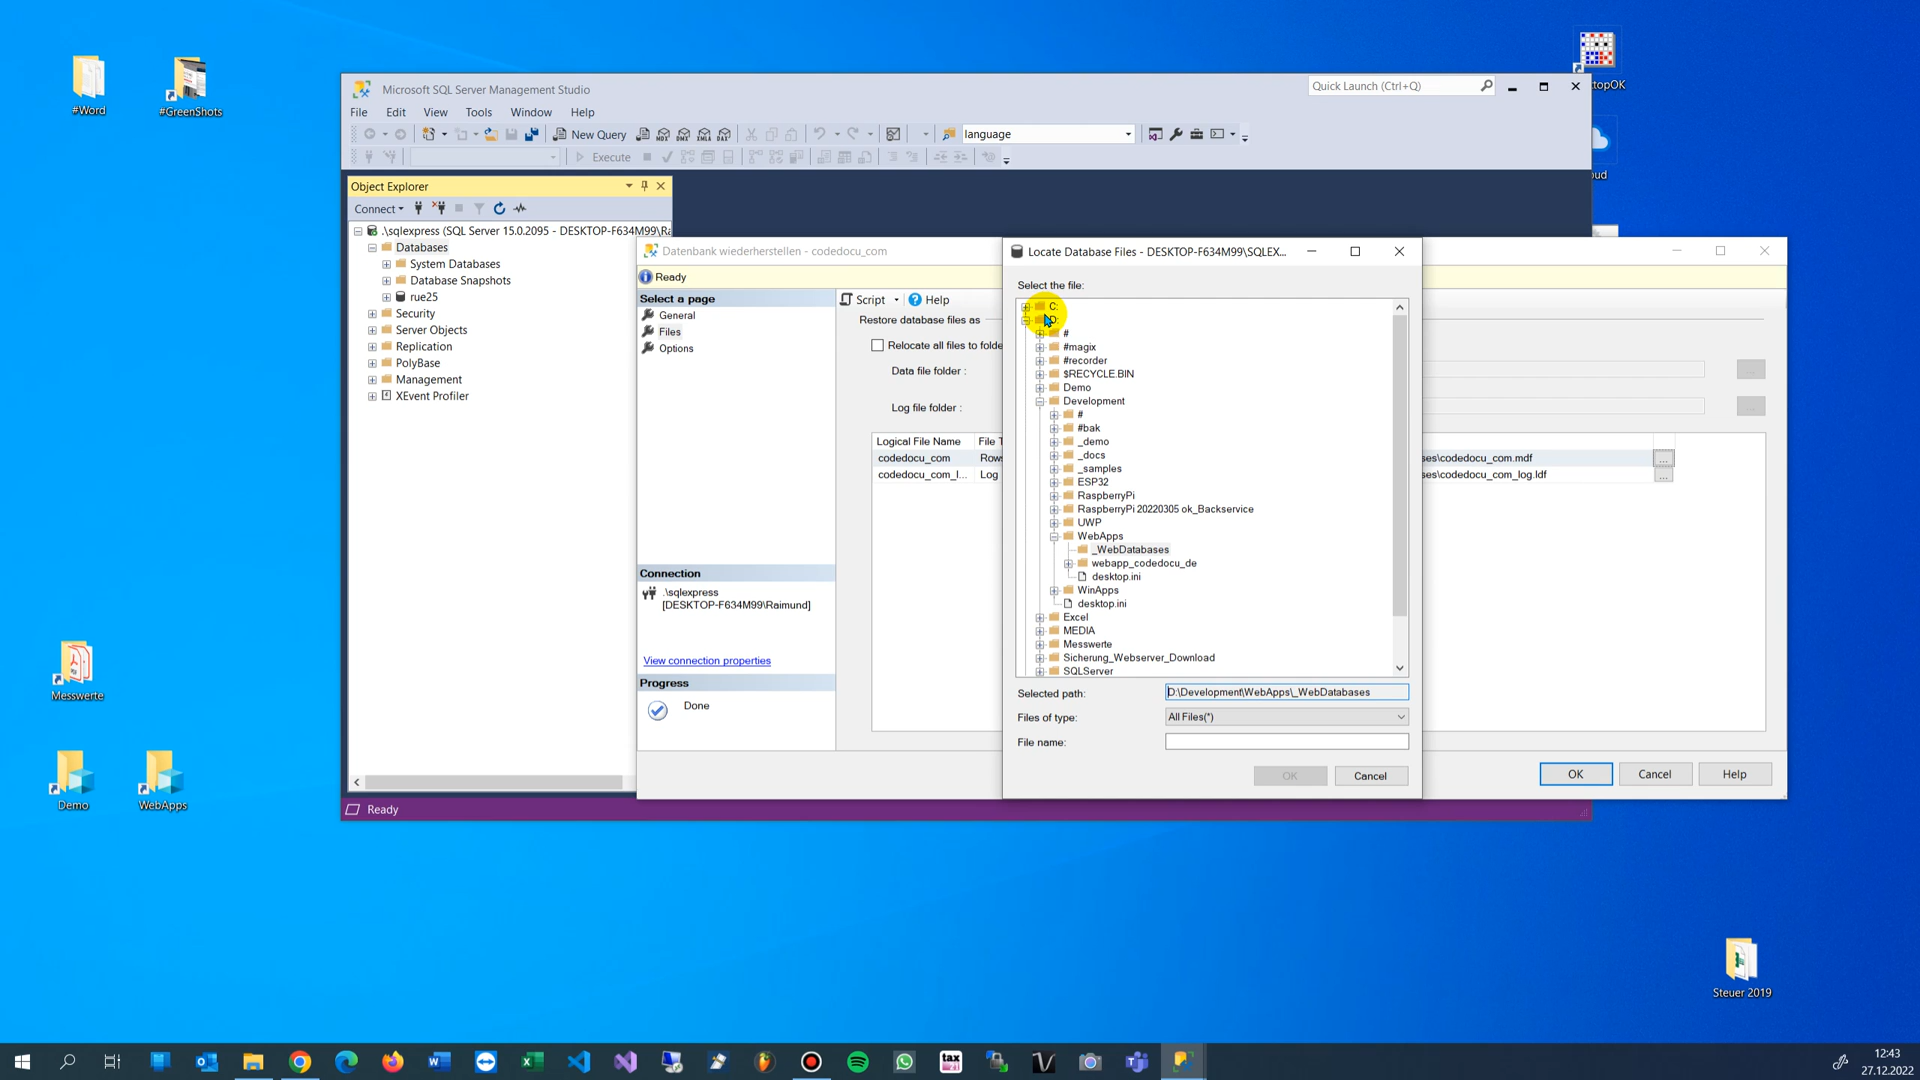 #Word
#GreenShots
topOK
oud
Microsoft SQL Server Management Studio
Quick Launch (Ctrl+Q)
File Edit View Tools Window Help
New Query
MDX DMX XMLA DAX
language
Execute
Object Explorer
Connect
.\sqlexpress (SQL Server 15.0.2095 - DESKTOP-F634M99\Ra
Databases
System Databases
Database Snapshots
rue25
Security
Server Objects
Replication
PolyBase
Management
XEvent Profiler
Datenbank wiederherstellen - codedocu_com
Ready
Select a page
General
Files
Options
Script
Help
Restore database files as
Relocate all files to folde
Data file folder :
Log file folder :
Logical File Name File T
codedocu_com Rows ses\codedocu_com.mdf ...
codedocu_com_l... Log ses\codedocu_com_log.ldf ...
Connection
.\sqlexpress
[DESKTOP-F634M99\Raimund]
View connection properties
Progress
Done
OK Cancel Help
Locate Database Files - DESKTOP-F634M99\SQLEX...
Select the file:
C:
D:
#
#magix
#recorder
$RECYCLE.BIN
Demo
Development
#
#bak
_demo
_docs
_samples
ESP32
RaspberryPi
RaspberryPi 20220305 ok_Backservice
UWP
WebApps
_WebDatabases
webapp_codedocu_de
desktop.ini
WinApps
desktop.ini
Excel
MEDIA
Messwerte
Sicherung_Webserver_Download
SQLServer
Selected path: D:\Development\WebApps\_WebDatabases
Files of type: All Files(*)
File name:
OK Cancel
Ready
Messwerte
Demo
WebApps
Steuer 2019
tax
12:43
27.12.2022